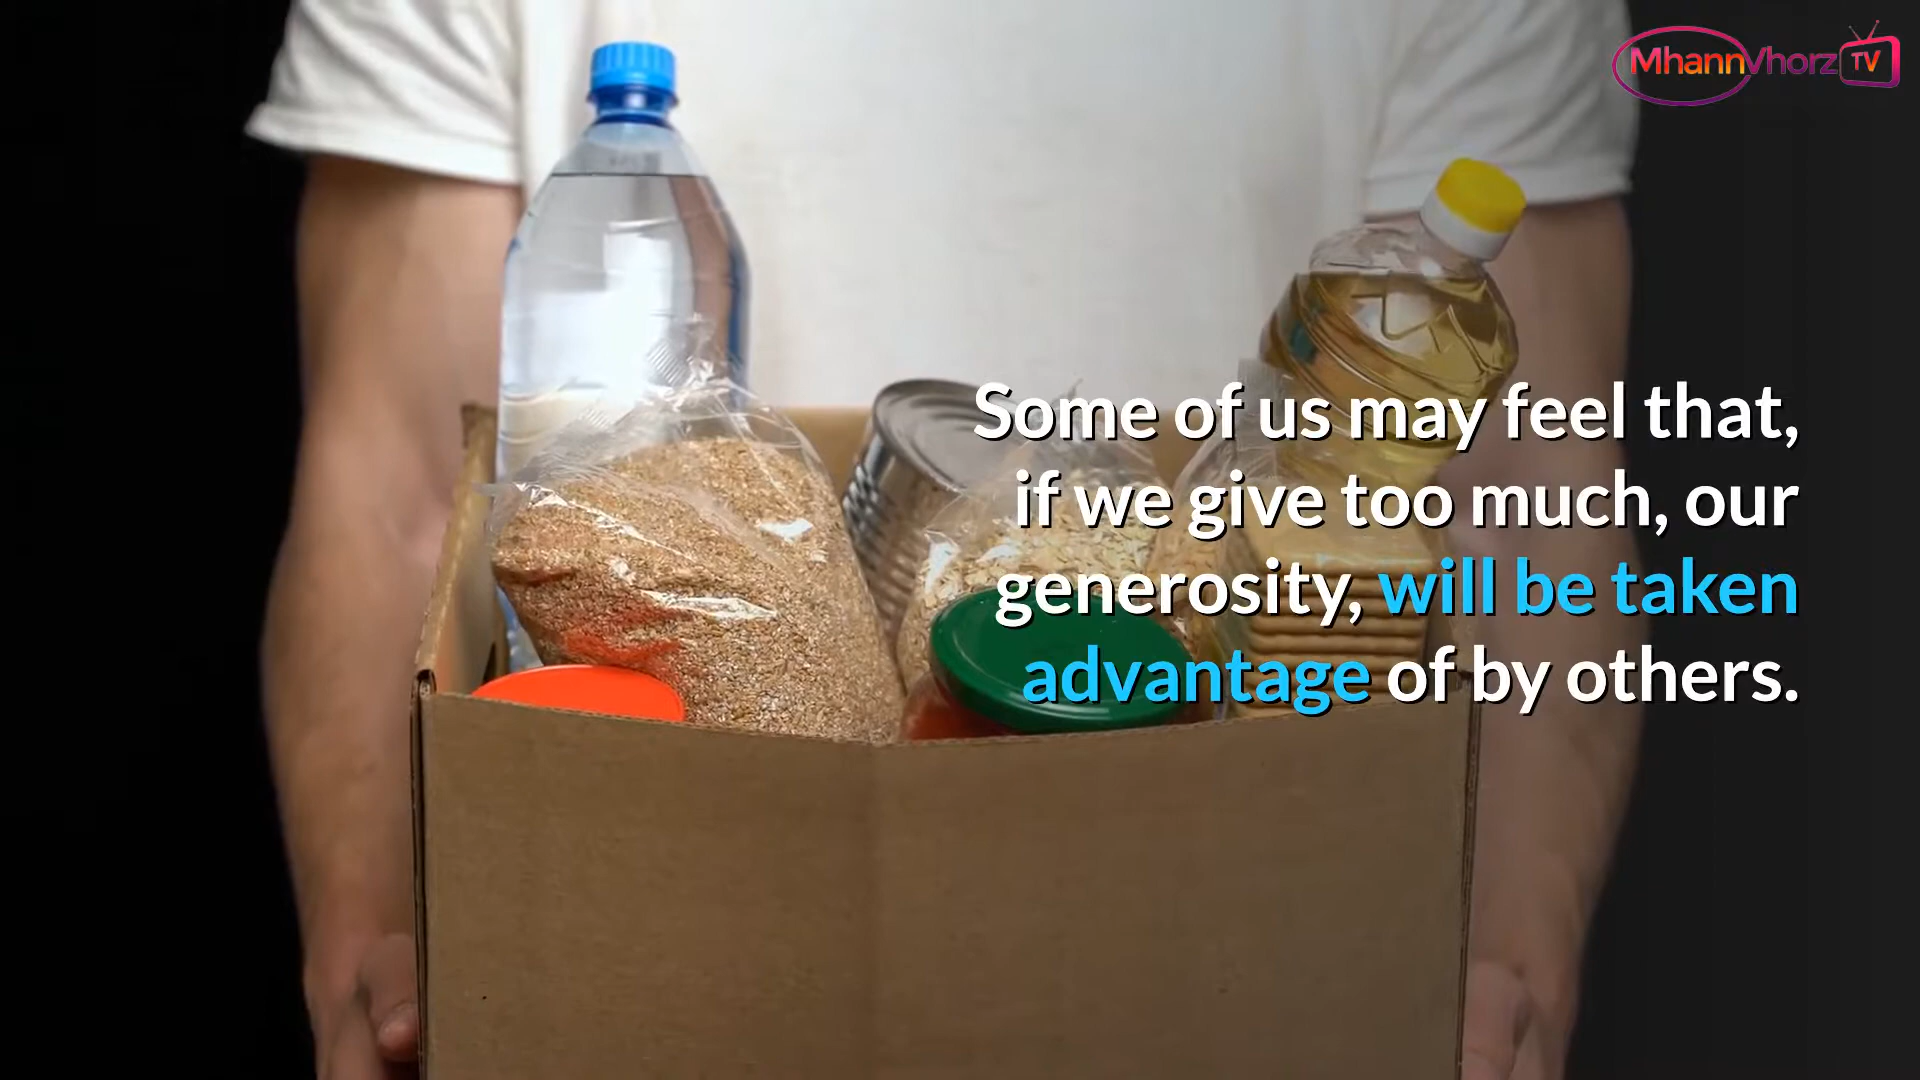 MhannVhorz TV
Some of us may feel that,
if we give too much, our
generosity, will be taken
advantage of by others.